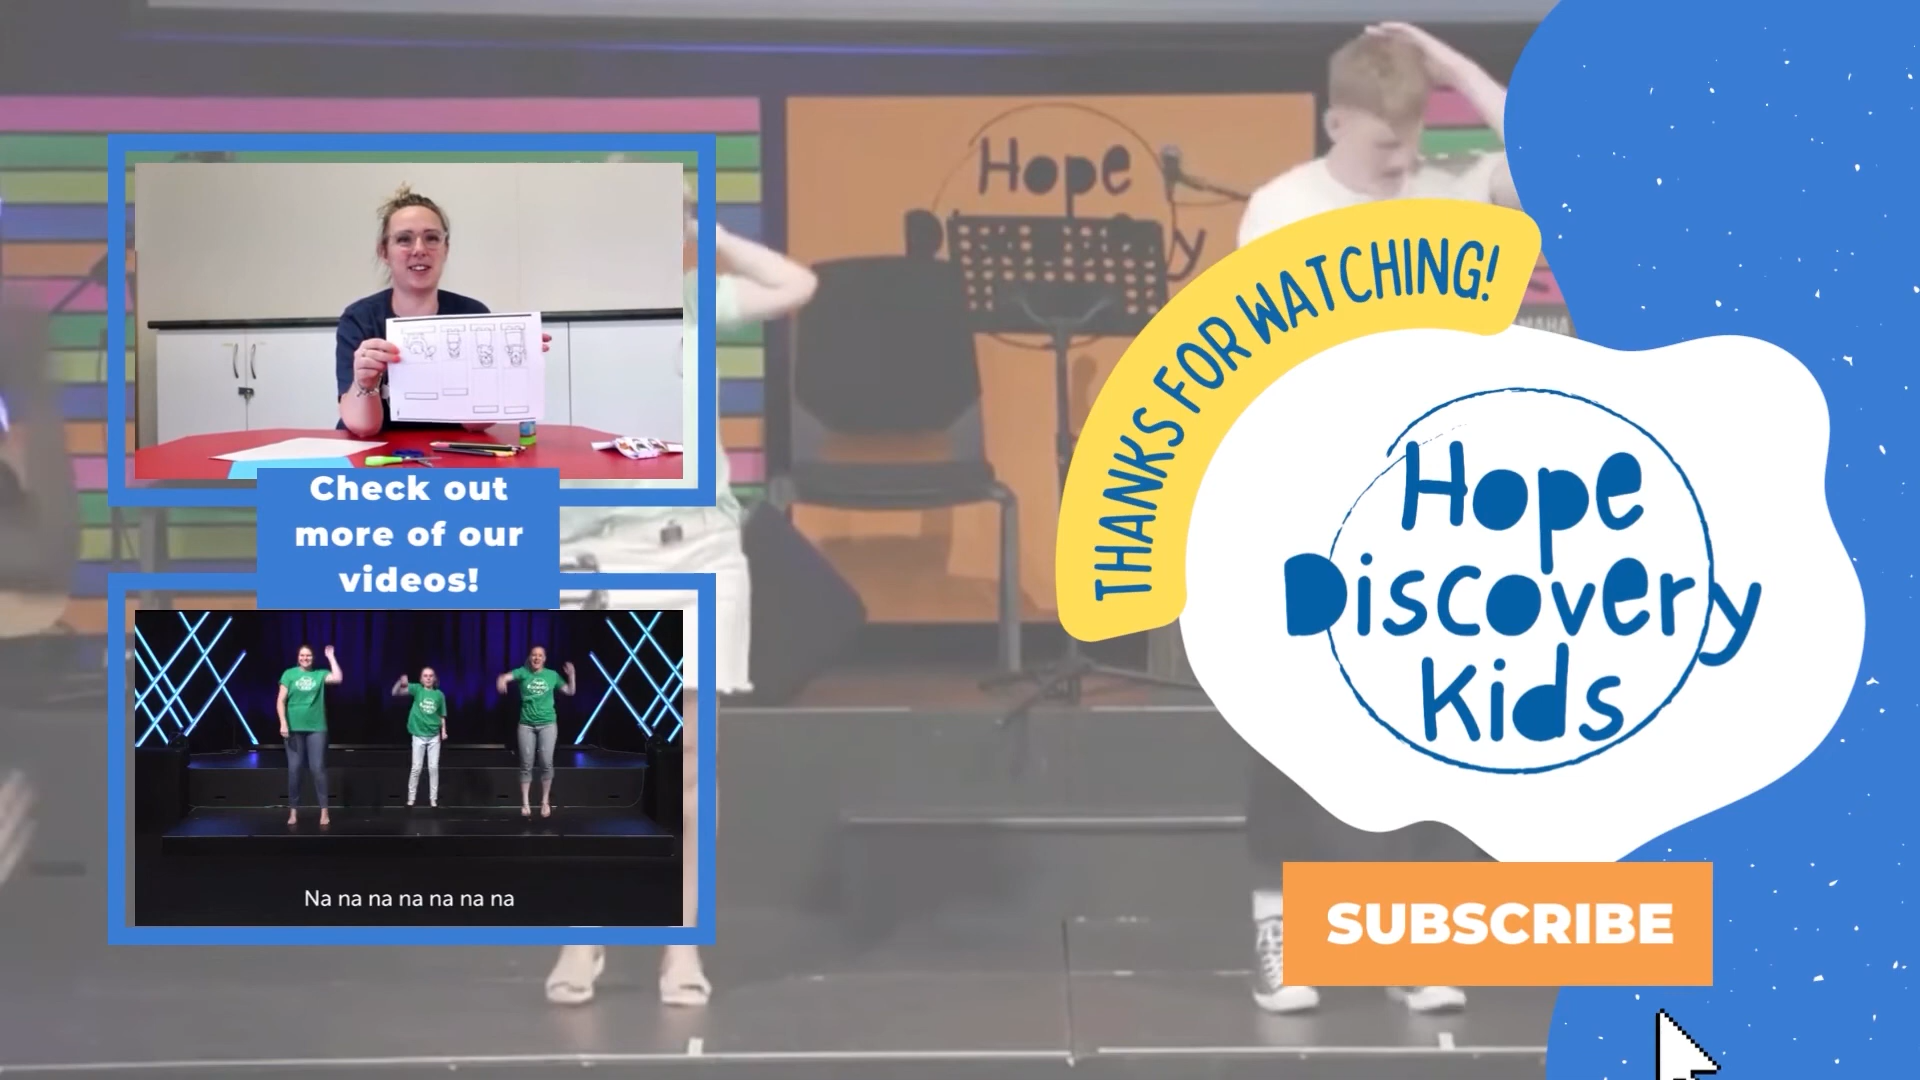 Hope
y
Check out
more of our
videos!
Na na na na na na na
THANKS FOR WATCHING!
Hope
Discovery
Kids
SUBSCRIBE